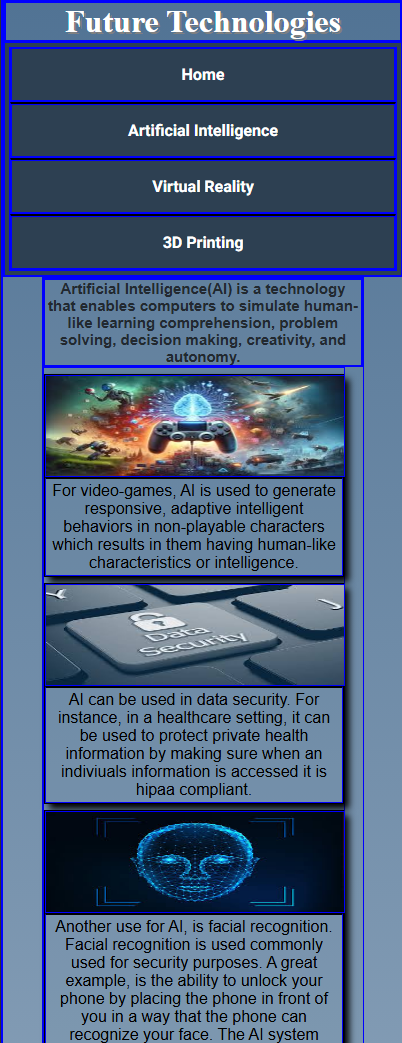 Future Technologies
Home
Artificial Intelligence
Virtual Reality
3D Printing
Artificial Intelligence(AI) is a technology
that enables computers to simulate human-
like learning comprehension, problem
solving, decision making, creativity, and
autonomy.
For video-games, AI is used to generate
responsive, adaptive intelligent
behaviors in non-playable characters
which results in them having human-like
characteristics or intelligence.
Y
J
Data
Security
AI can be used in data security. For
instance, in a healthcare setting, it can
be used to protect private health
information by making sure when an
indiviuals information is accessed it is
hipaa compliant.
Another use for AI, is facial recognition.
Facial recognition is used commonly
used for security purposes. A great
example, is the ability to unlock your
phone by placing the phone in front of
you in a way that the phone can
recognize your face. The AI system